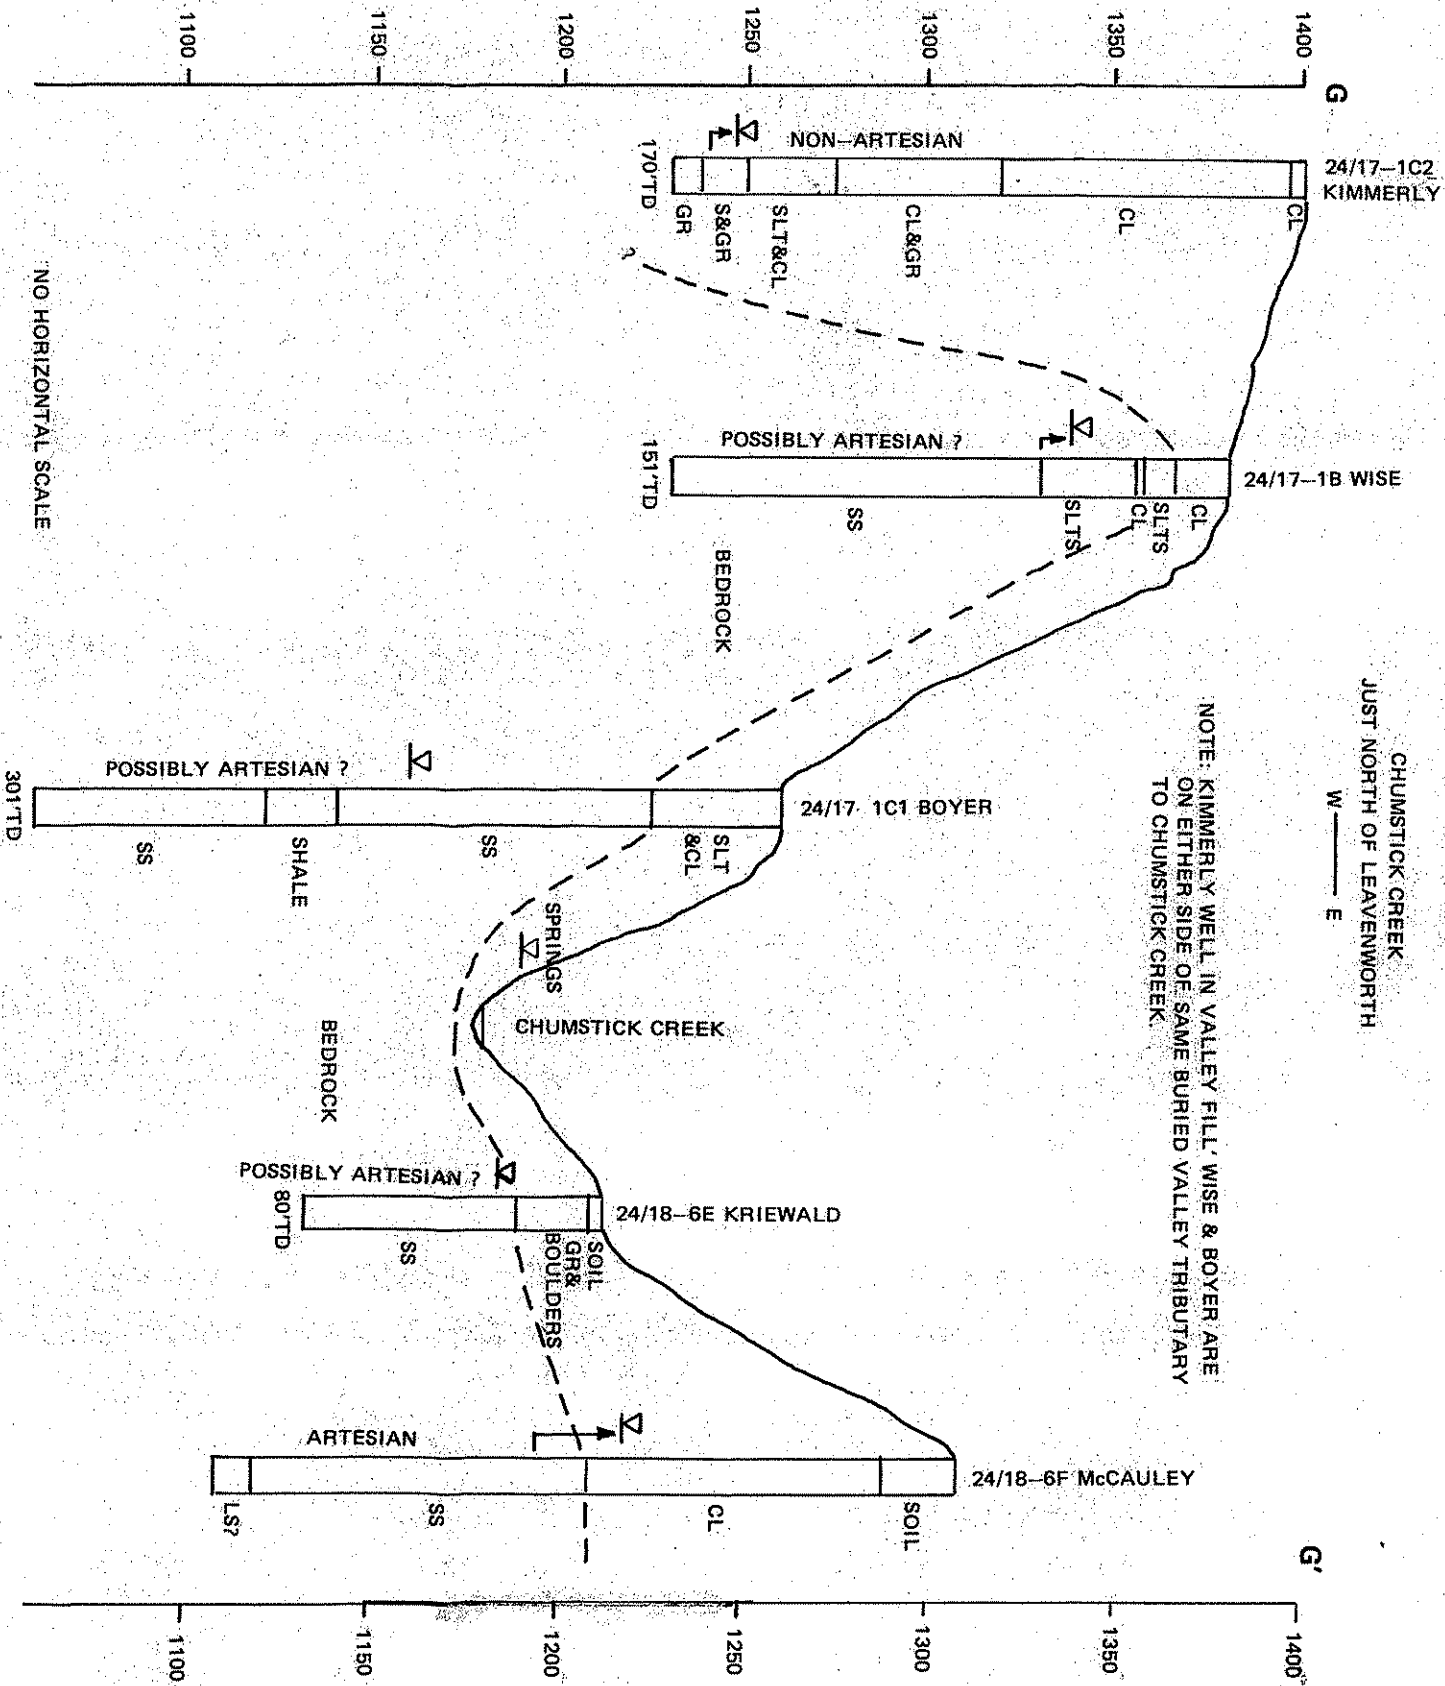 CHUMSTICK CREEK
JUST NORTH OF LEAVENWORTH
W E
NOTE: KIMMERLY WELL IN VALLEY FILL' WISE & BOYER ARE
ON EITHER SIDE OF SAME BURIED VALLEY TRIBUTARY
TO CHUMSTICK CREEK.
G
1400
1350
1300
1250
1200
1150
1100
24/17–1C2
KIMMERLY
NON–ARTESIAN
CL
CL
CL&GR
SLT&CL
S&GR
GR
170'TD
?
24/17–1B WISE
POSSIBLY ARTESIAN ?
CL
SLTS
CL
SLTS
SS
151'TD
BEDROCK
24/17 1C1 BOYER
POSSIBLY ARTESIAN ?
SLT
&CL
SS
SHALE
SS
301'TD
SPRINGS
CHUMSTICK CREEK
BEDROCK
24/18–6E KRIEWALD
POSSIBLY ARTESIAN ?
SOIL
GR&
BOULDERS
SS
80'TD
24/18–6F McCAULEY
ARTESIAN
SOIL
CL
SS
LS?
G'
1400
1350
1300
1250
1200
1150
1100
NO HORIZONTAL SCALE